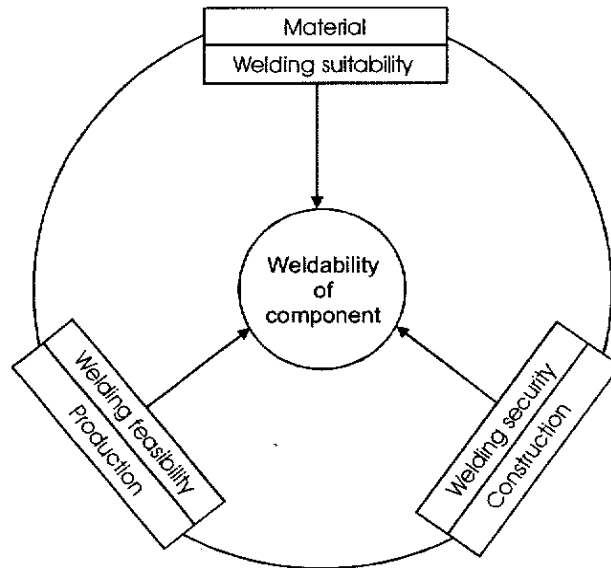 Material
Welding suitability
Weldability
of
component
Welding feasibility
Production
Welding security
Construction